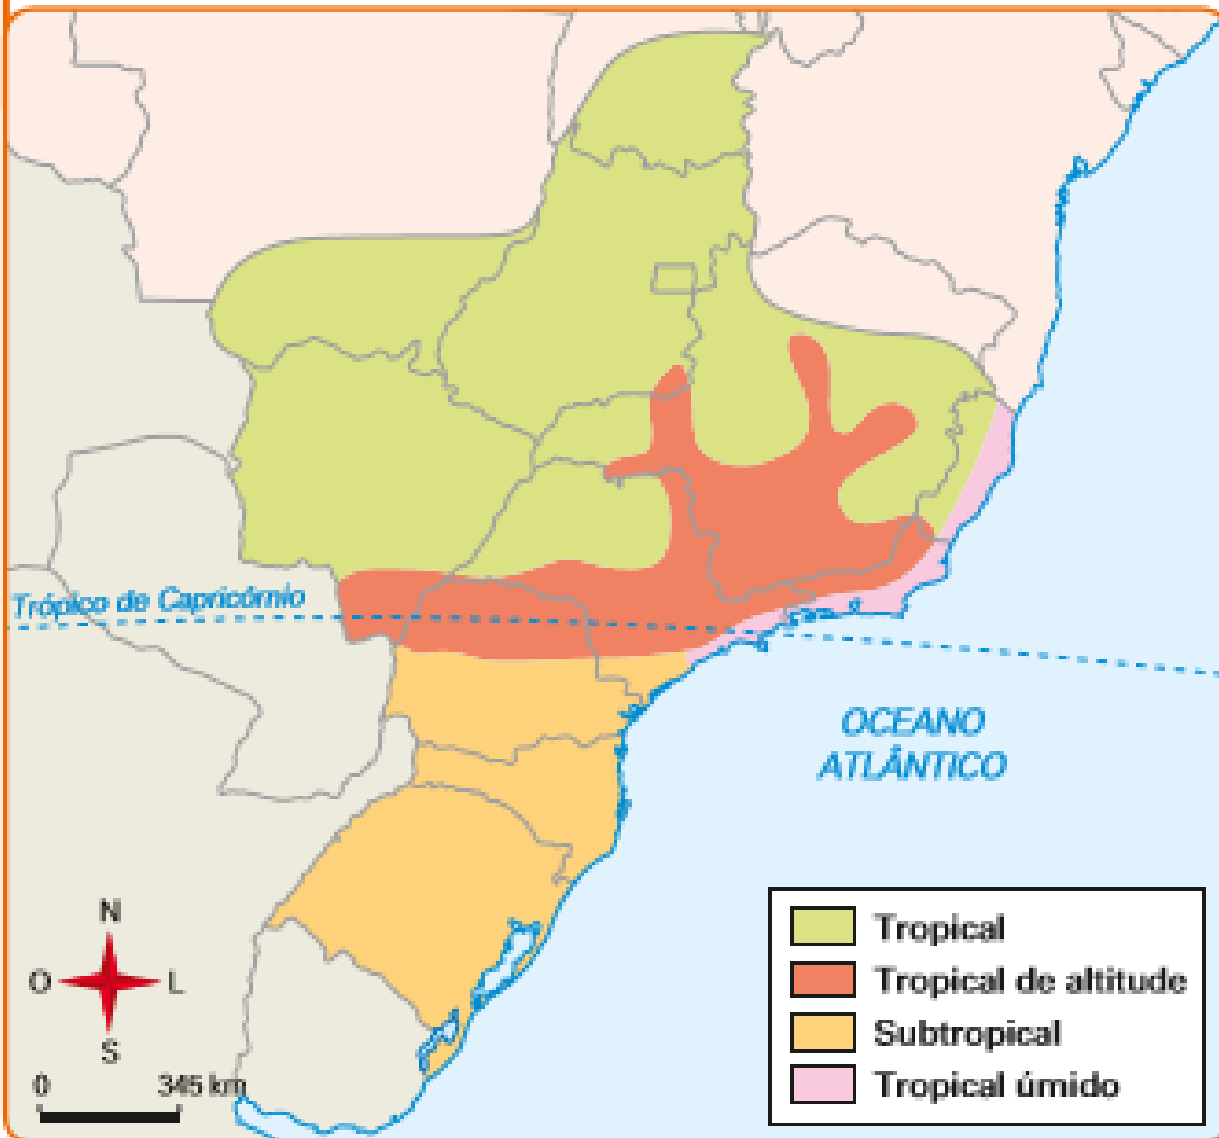 Trópico de Capricórnio
OCEANO
ATLÂNTICO
N
O
L
S
0
345 km
Tropical
Tropical de altitude
Subtropical
Tropical úmido